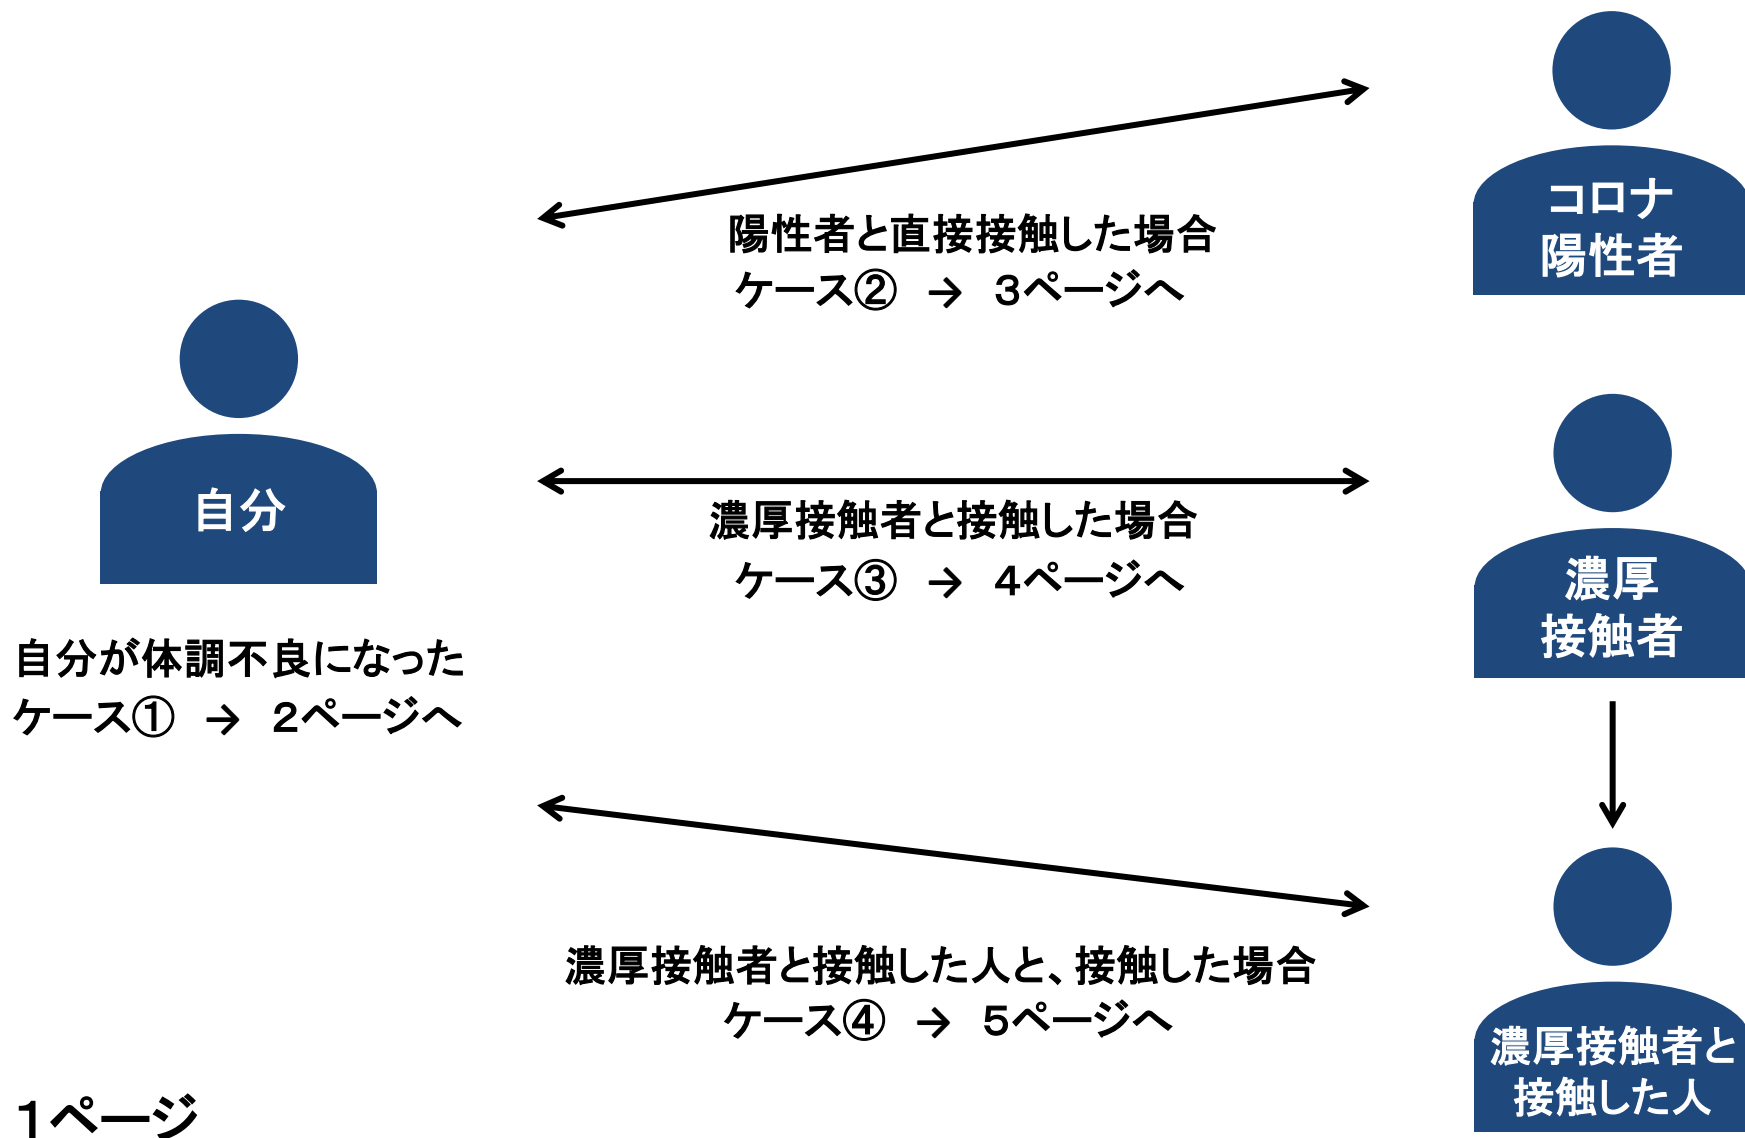 コロナ
陽性者
陽性者と直接接触した場合
ケース② → ３ページへ
自分
濃厚接触者と接触した場合
ケース③ → ４ページへ
濃厚
接触者
自分が体調不良になった
ケース① → ２ページへ
濃厚接触者と接触した人と、接触した場合
ケース④ → ５ページへ
濃厚接触者と
接触した人
１ページ